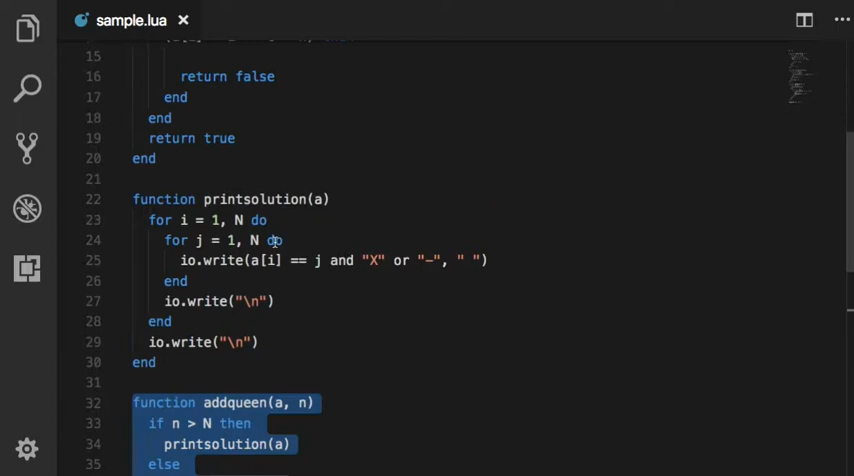 sample.lua
15
16 return false
17 end
18 end
19 return true
20 end
21
22 function printsolution(a)
23 for i = 1, N do
24 for j = 1, N do
25 io.write(a[i] == j and "X" or "-", " ")
26 end
27 io.write("\n")
28 end
29 io.write("\n")
30 end
31
32 function addqueen(a, n)
33 if n > N then
34 printsolution(a)
35 else